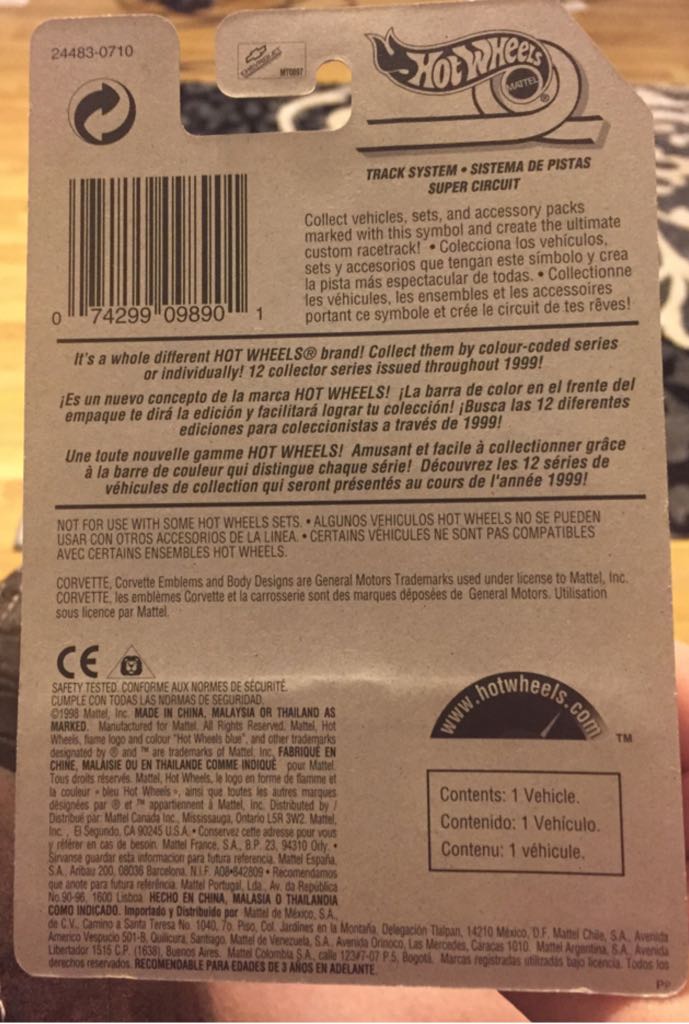 24483-0710
CHEVROLET
MT0097
HOT WHEELS
MATTEL
®
TRACK SYSTEM • SISTEMA DE PISTAS
SUPER CIRCUIT
Collect vehicles, sets, and accessory packs
marked with this symbol and create the ultimate
custom racetrack! • Colecciona los vehículos,
sets y accesorios que tengan este símbolo y crea
la pista más espectacular de todas. • Collectionne
les véhicules, les ensembles et les accessoires
portant ce symbole et crée le circuit de tes rêves!
0 74299 09890 1
It's a whole different HOT WHEELS® brand! Collect them by colour-coded series
or individually! 12 collector series issued throughout 1999!
¡Es un nuevo concepto de la marca HOT WHEELS! ¡La barra de color en el frente del
empaque te dirá la edición y facilitará lograr tu colección! ¡Busca las 12 diferentes
ediciones para coleccionistas a través de 1999!
Une toute nouvelle gamme HOT WHEELS! Amusant et facile à collectionner grâce
à la barre de couleur qui distingue chaque série! Découvrez les 12 séries de
véhicules de collection qui seront présentés au cours de l'année 1999!
NOT FOR USE WITH SOME HOT WHEELS SETS. • ALGUNOS VEHICULOS HOT WHEELS NO SE PUEDEN
USAR CON OTROS ACCESORIOS DE LA LINEA. • CERTAINS VÉHICULES NE SONT PAS COMPATIBLES
AVEC CERTAINS ENSEMBLES HOT WHEELS.
CORVETTE, Corvette Emblems and Body Designs are General Motors Trademarks used under license to Mattel, Inc.
CORVETTE, les emblèmes Corvette et la carrosserie sont des marques déposées de General Motors. Utilisation
sous licence par Mattel.
CE
SAFETY TESTED. CONFORME AUX NORMES DE SÉCURITÉ.
CUMPLE CON TODAS LAS NORMAS DE SEGURIDAD.
©1998 Mattel, Inc. MADE IN CHINA, MALAYSIA OR THAILAND AS
MARKED. Manufactured for Mattel. All Rights Reserved. Mattel, Hot
Wheels, flame logo and colour "Hot Wheels blue", and other trademarks
designated by ® and ™ are trademarks of Mattel, Inc. FABRIQUÉ EN
CHINE, MALAISIE OU EN THAÏLANDE COMME INDIQUÉ pour Mattel.
Tous droits réservés. Mattel, Hot Wheels, le logo en forme de flamme et
la couleur « bleu Hot Wheels », ainsi que toutes les autres marques
désignées par ® et ™ appartiennent à Mattel, Inc. Distributed by /
Distribué par: Mattel Canada Inc., Mississauga, Ontario L5R 3W2. Mattel,
Inc., El Segundo, CA 90245 U.S.A. • Conservez cette adresse pour vous
y référer en cas de besoin. Mattel France, S.A., B.P. 23, 94310 Orly. •
Sírvanse guardar esta información para futura referencia. Mattel España,
S.A., Aribau 200, 08036 Barcelona. N.I.F. A08-842809 • Recomendamos
que anote para futura referência. Mattel Portugal, Lda., Av. da República
No.90-96, 1600 Lisboa. HECHO EN CHINA, MALASIA O THAILANDIA
COMO INDICADO. Importado y Distribuido por Mattel de México, S.A.
de C.V., Camino a Santa Teresa No. 1040, 7o. Piso, Col. Jardines en la Montaña, Delegación Tlalpan, 14210 México, D.F. Mattel Chile, S.A., Avenida
Americo Vespucio 501-B, Quilicura, Santiago. Mattel de Venezuela, S.A., Avenida Orinoco, Las Mercedes, Caracas 1010. Mattel Argentina, S.A., Avenida
Libertador 1515 C.P. (1638), Buenos Aires. Mattel Colombia S.A., calle 123#7-07 P.5, Bogotá. Marcas registradas utilizadas bajo licencia. Todos los
derechos reservados. RECOMENDABLE PARA EDADES DE 3 AÑOS EN ADELANTE.
www.hotwheels.com
TM
Contents: 1 Vehicle.
Contenido: 1 Vehículo.
Contenu: 1 véhicule.